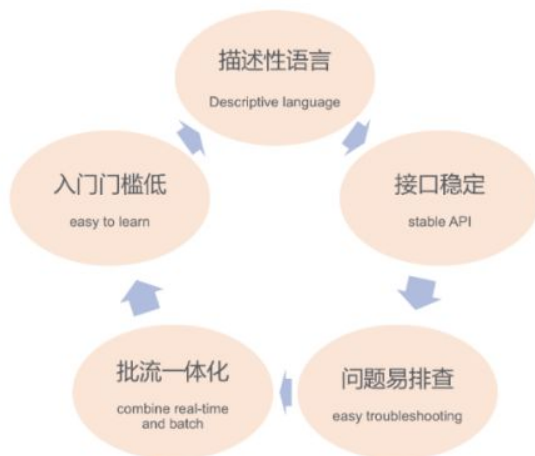 描述性语言
Descriptive language
接口稳定
stable API
问题易排查
easy troubleshooting
批流一体化
combine real-time
and batch
入门门槛低
easy to learn